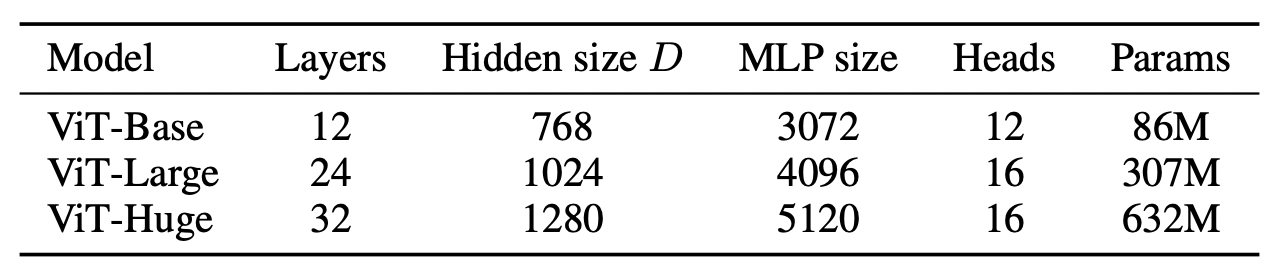 Model Layers Hidden size D MLP size Heads Params
ViT-Base 12 768 3072 12 86M
ViT-Large 24 1024 4096 16 307M
ViT-Huge 32 1280 5120 16 632M